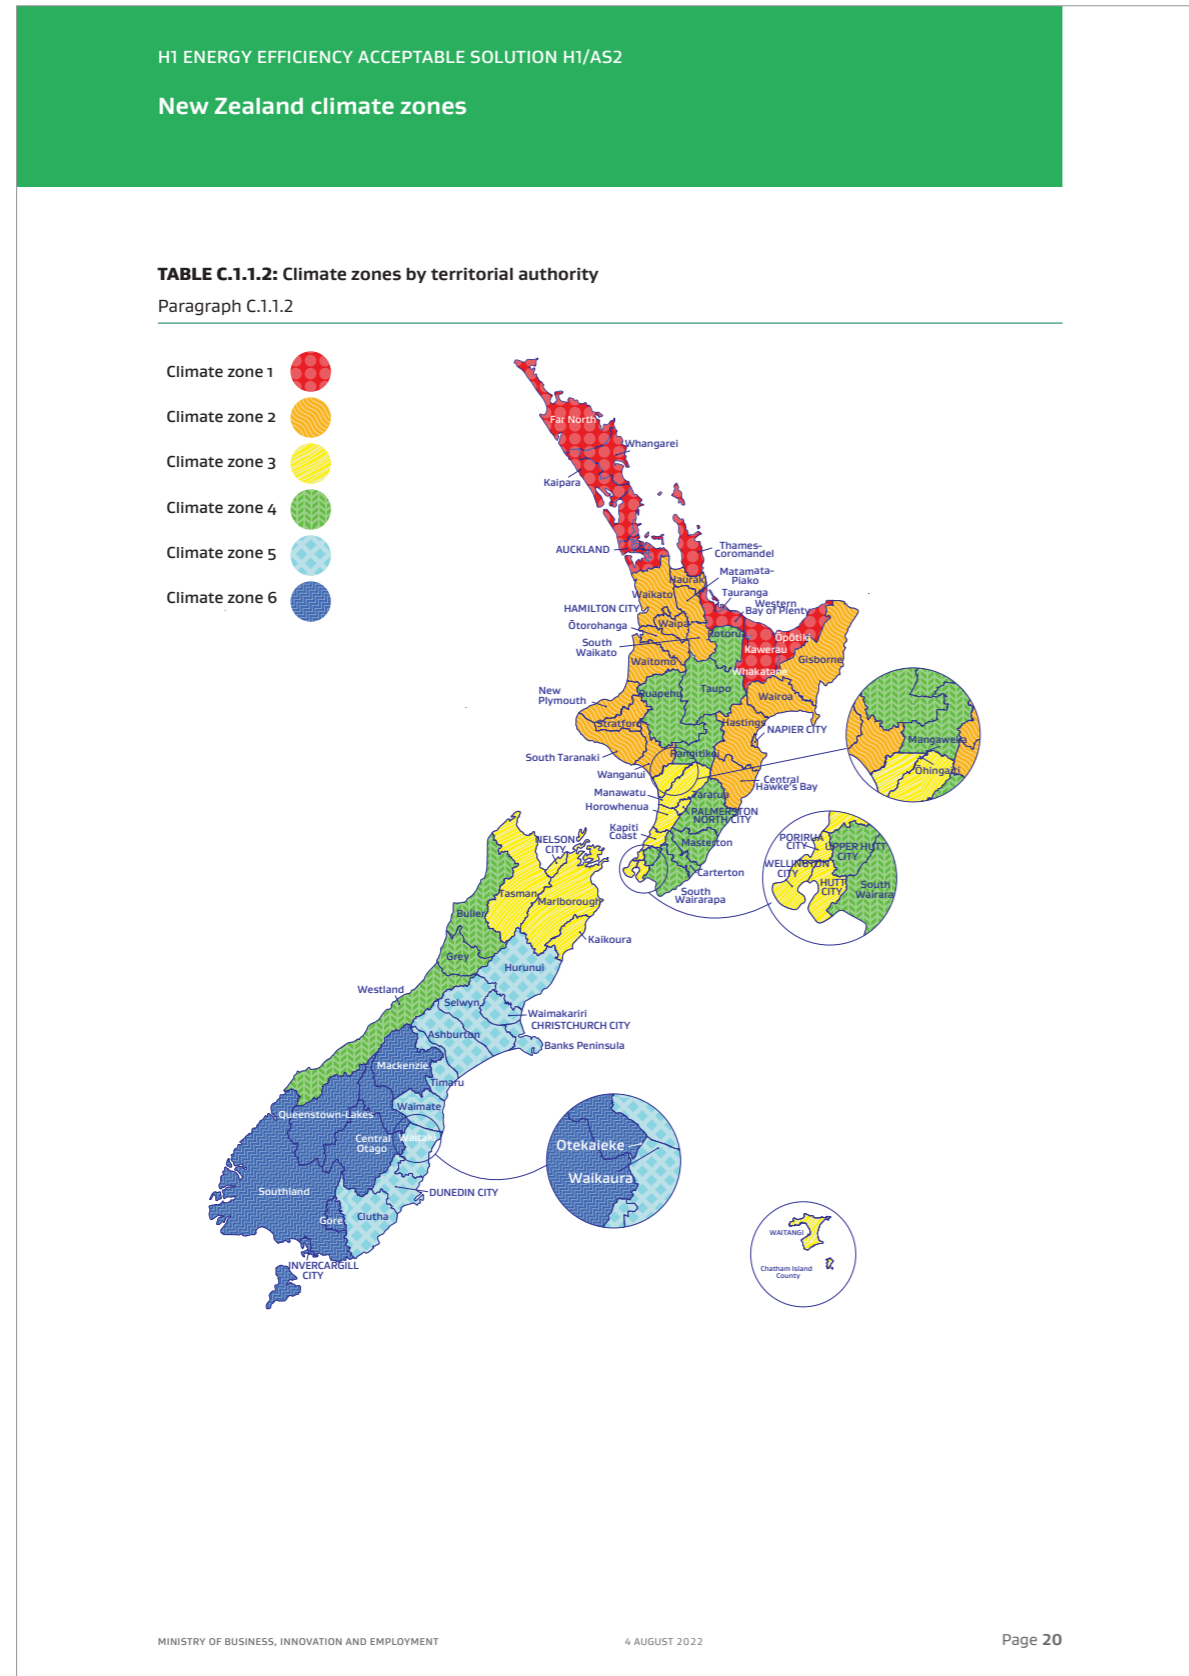 H1 ENERGY EFFICIENCY ACCEPTABLE SOLUTION H1/AS2
New Zealand climate zones
TABLE C.1.1.2: Climate zones by territorial authority
Paragraph C.1.1.2
Climate zone 1
Climate zone 2
Climate zone 3
Climate zone 4
Climate zone 5
Climate zone 6
Far North
Whangarei
Kaipara
AUCKLAND
Thames-
Coromandel
Hauraki
Matamata-
Piako
Waikato
Tauranga
HAMILTON CITY
Western
Bay of Plenty
Waipa
Ōtorohanga
Rotorua
Ōpōtiki
South
Waikato
Kawerau
Waitomo
Gisborne
Whakatane
Ruapehu
Taupo
Wairoa
New
Plymouth
Stratford
Hastings
NAPIER CITY
South Taranaki
Rangitikei
Wanganui
Central
Hawke's Bay
Manawatu
Tararua
Horowhenua
PALMERSTON
NORTH CITY
Kapiti
Coast
Masterton
Carterton
South
Wairarapa
Mangaweka
Ōhingaiti
PORIRUA
CITY
UPPER HUTT
CITY
WELLINGTON
CITY
HUTT
CITY
South
Wairara
NELSON
CITY
Tasman
Marlborough
Buller
Kaikoura
Grey
Hurunui
Westland
Selwyn
Waimakariri
CHRISTCHURCH CITY
Ashburton
Banks Peninsula
Mackenzie
Timaru
Waimate
Queenstown-Lakes
Central
Otago
Waitaki
Otekaieke
Waikaura
Southland
DUNEDIN CITY
Gore
Clutha
INVERCARGILL
CITY
WAITANGI
Chatham Island
County
MINISTRY OF BUSINESS, INNOVATION AND EMPLOYMENT
4 AUGUST 2022
Page 20